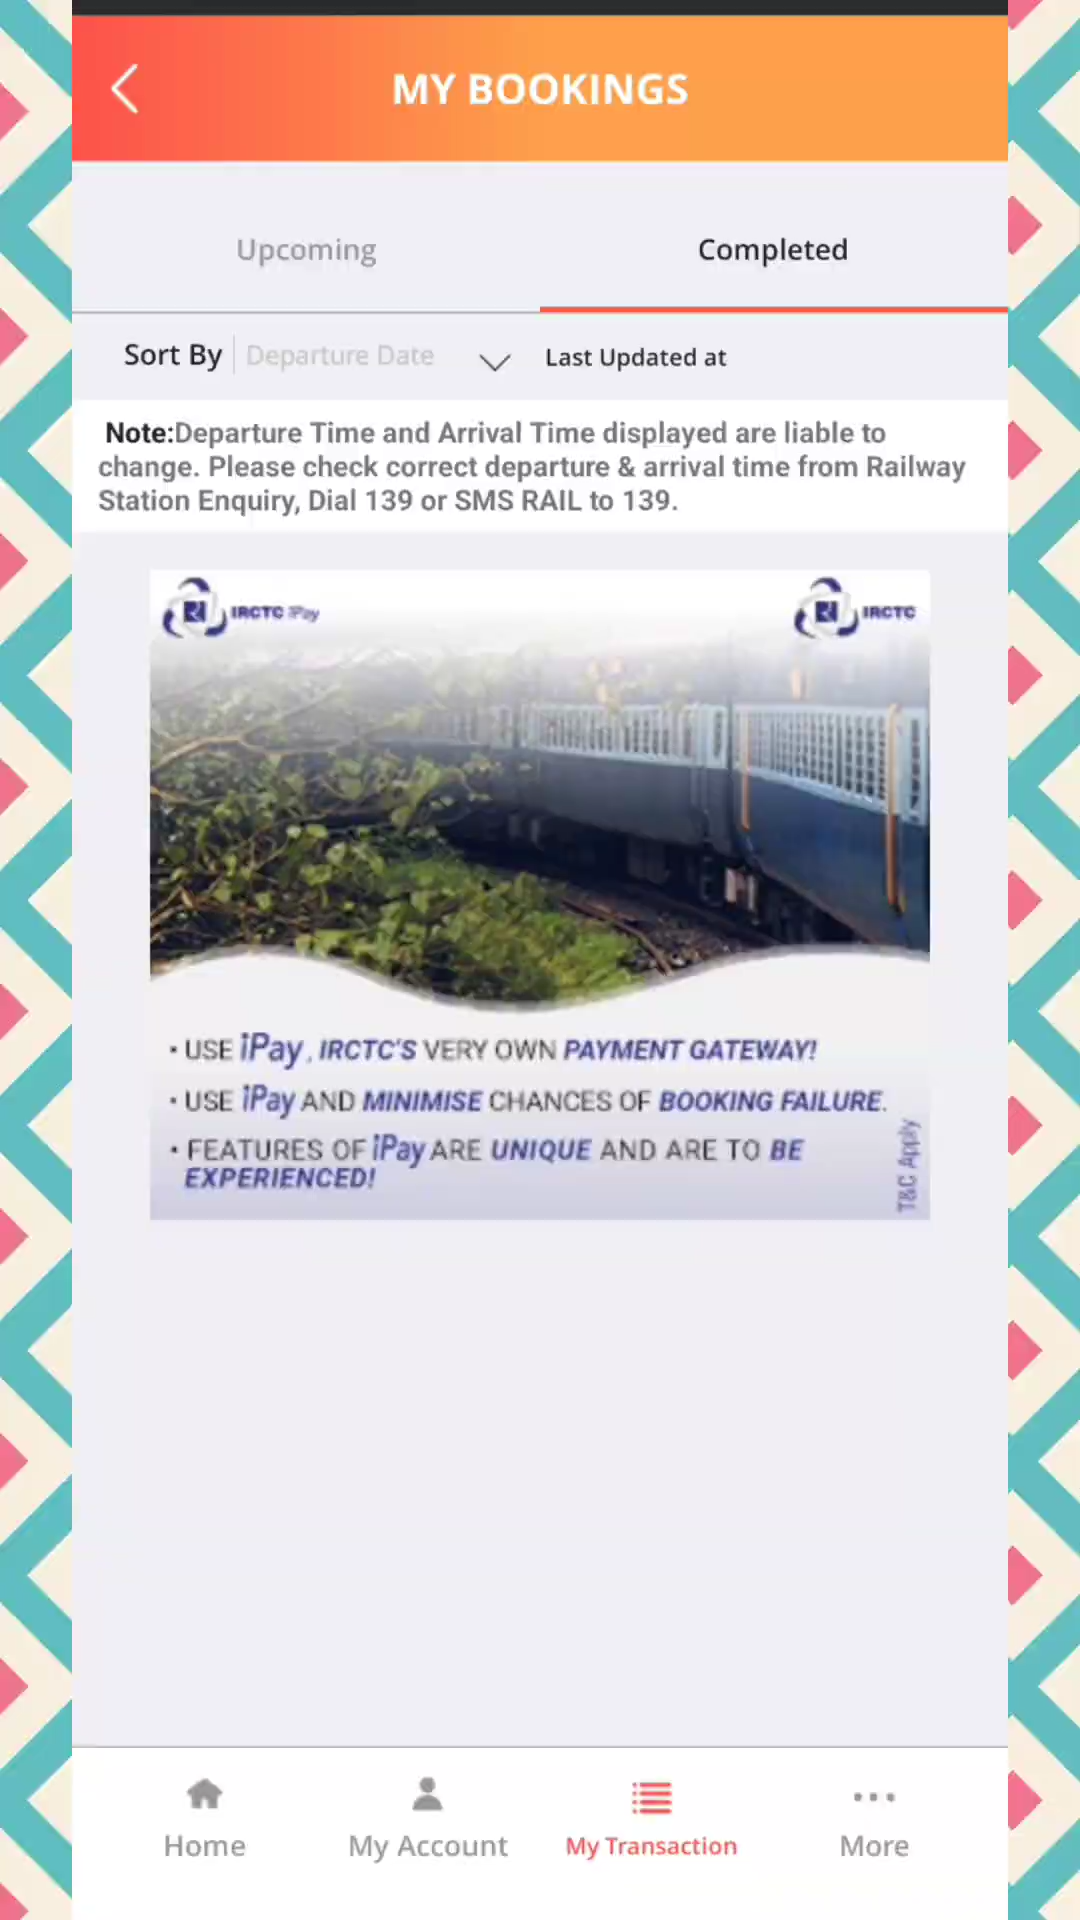 MY BOOKINGS
Upcoming
Completed
Sort By
Departure Date
Last Updated at
Note:Departure Time and Arrival Time displayed are liable to
change. Please check correct departure & arrival time from Railway
Station Enquiry, Dial 139 or SMS RAIL to 139.
IRCTC iPay
IRCTC
• USE iPay, IRCTC'S VERY OWN PAYMENT GATEWAY!
• USE iPay AND MINIMISE CHANCES OF BOOKING FAILURE.
• FEATURES OF iPay ARE UNIQUE AND ARE TO BE
EXPERIENCED!
T&C Apply
Home
My Account
My Transaction
More